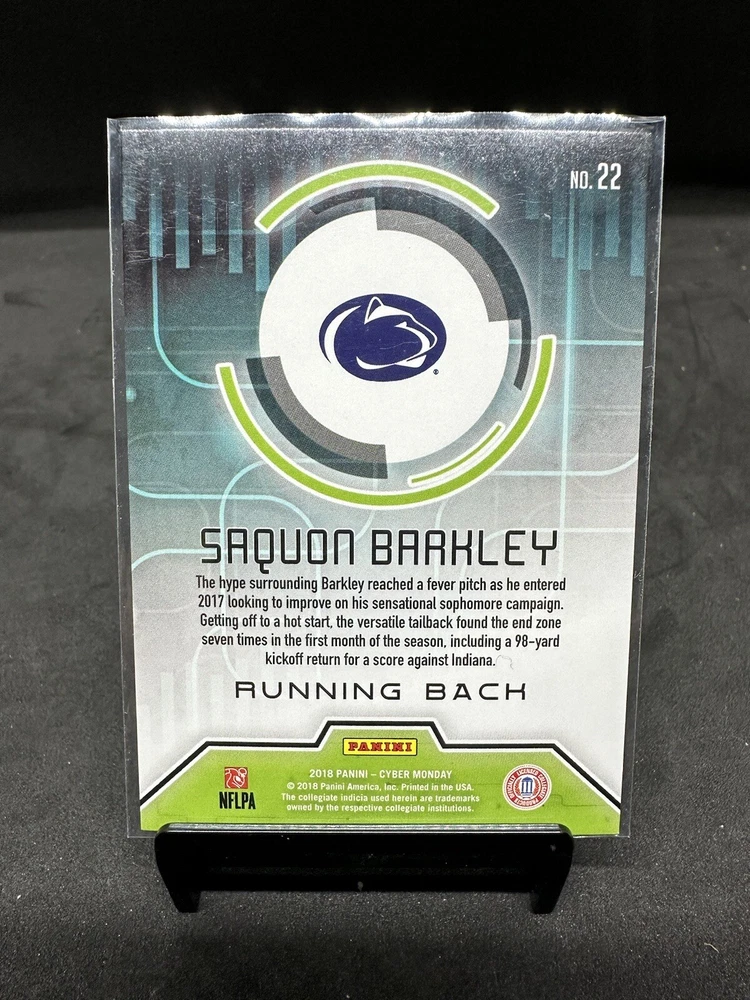 NO. 22
SAQUON BARKLEY
The hype surrounding Barkley reached a fever pitch as he entered
2017 looking to improve on his sensational sophomore campaign.
Getting off to a hot start, the versatile tailback found the end zone
seven times in the first month of the season, including a 98-yard
kickoff return for a score against Indiana.
RUNNING BACK
PANINI
2018 PANINI – CYBER MONDAY
© 2018 Panini America, Inc. Printed in the USA.
The collegiate indicia used herein are trademarks
owned by the respective collegiate institutions.
NFLPA
OFFICIALLY LICENSED COLLEGIATE PRODUCTS